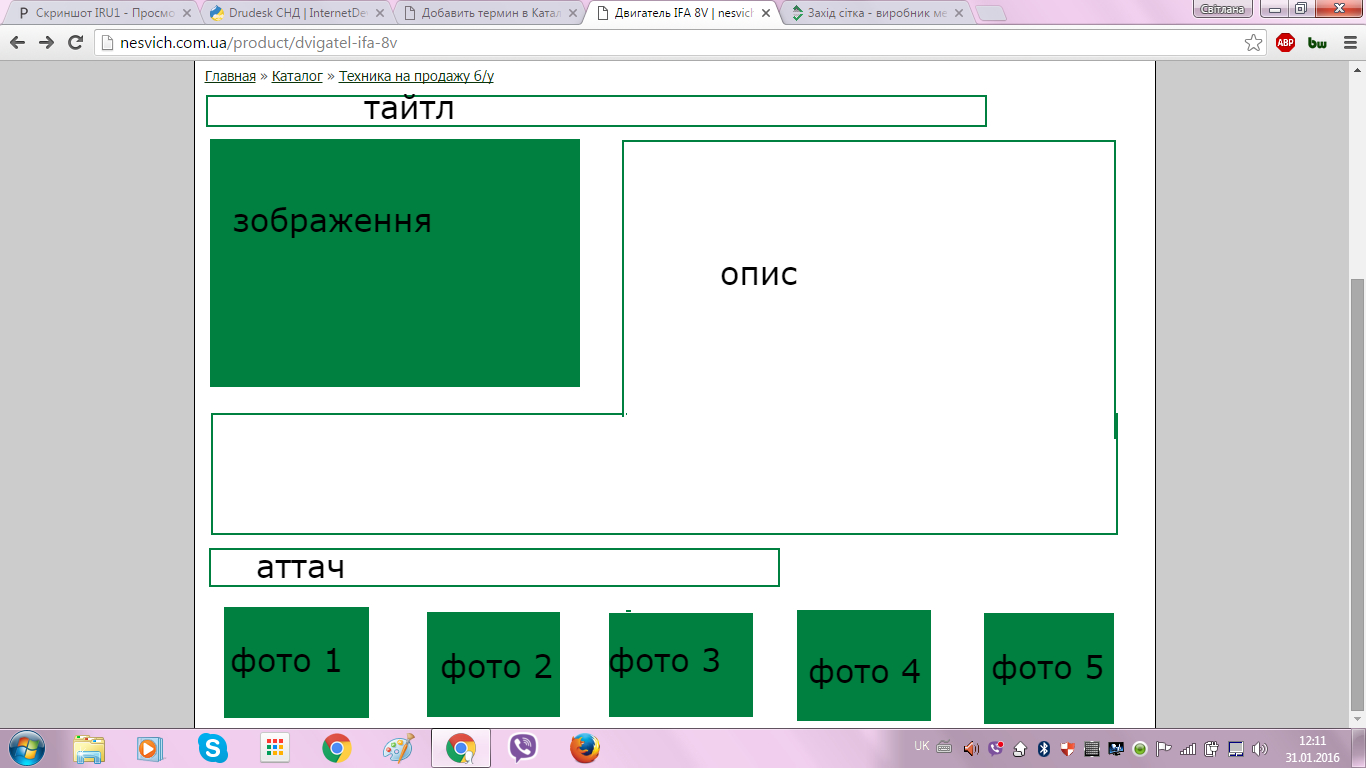 Скриншот IRU1 - Просмо
Drudesk СНД | InternetDe
Добавить термин в Катал
Двигатель IFA 8V | nesvich
Захід сітка - виробник ме
Світлана
nesvich.com.ua/product/dvigatel-ifa-8v
ABP
bw
Главная » Каталог » Техника на продажу б/у
тайтл
зображення
опис
аттач
фото 1
фото 2
фото 3
фото 4
фото 5
UK
12:11
31.01.2016